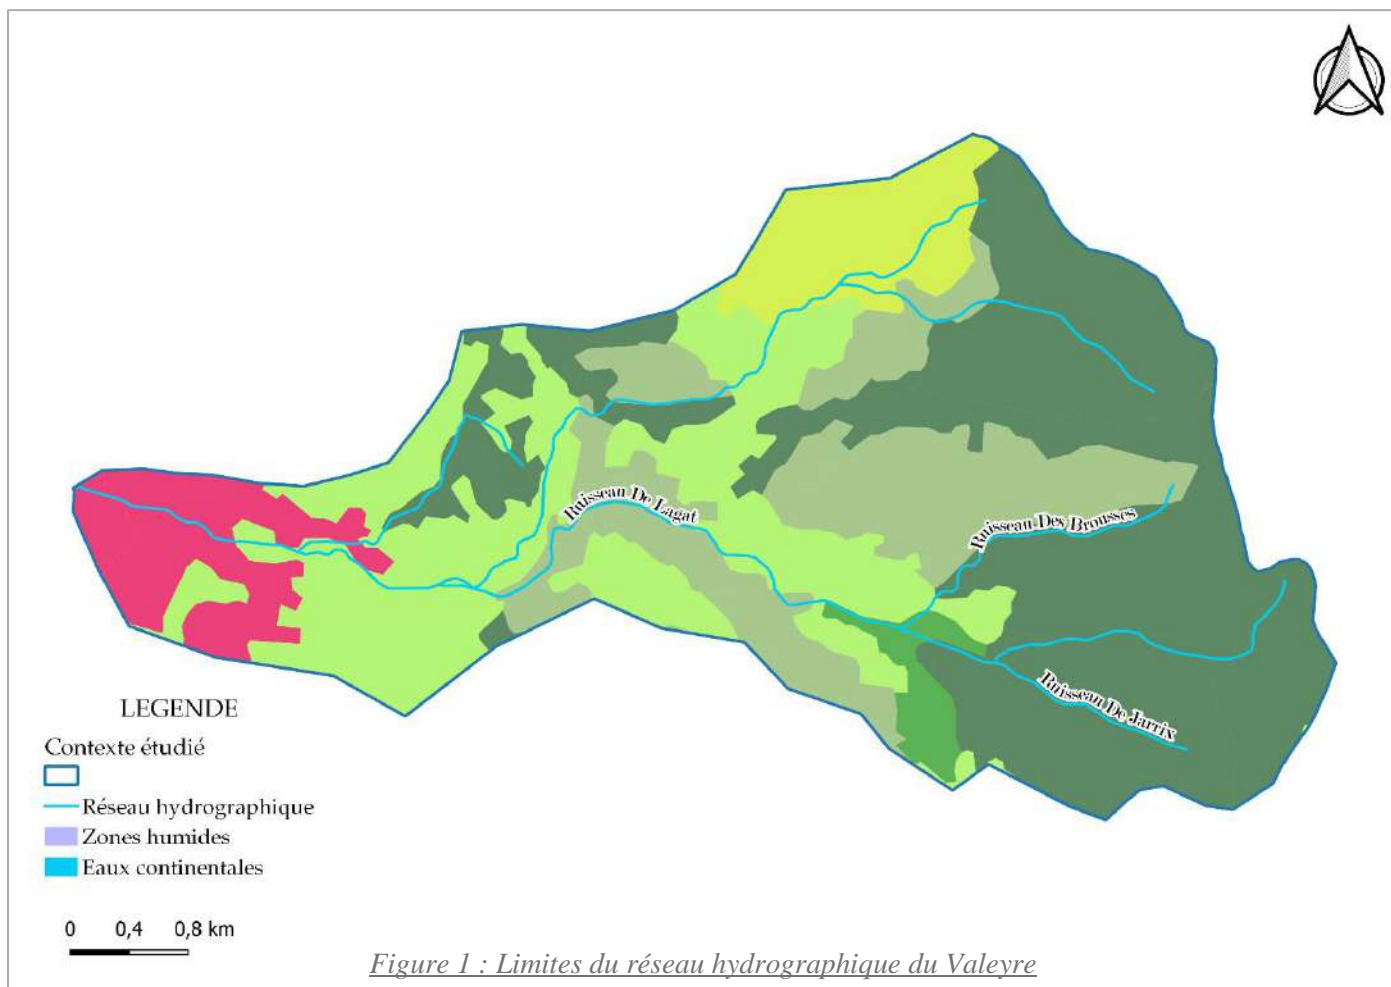 Ruisseau De Lagat
Ruisseau Des Brousses
Ruisseau De Jarrix
LEGENDE
Contexte étudié
Réseau hydrographique
Zones humides
Eaux continentales
0 0,4 0,8 km
Figure 1 : Limites du réseau hydrographique du Valeyre